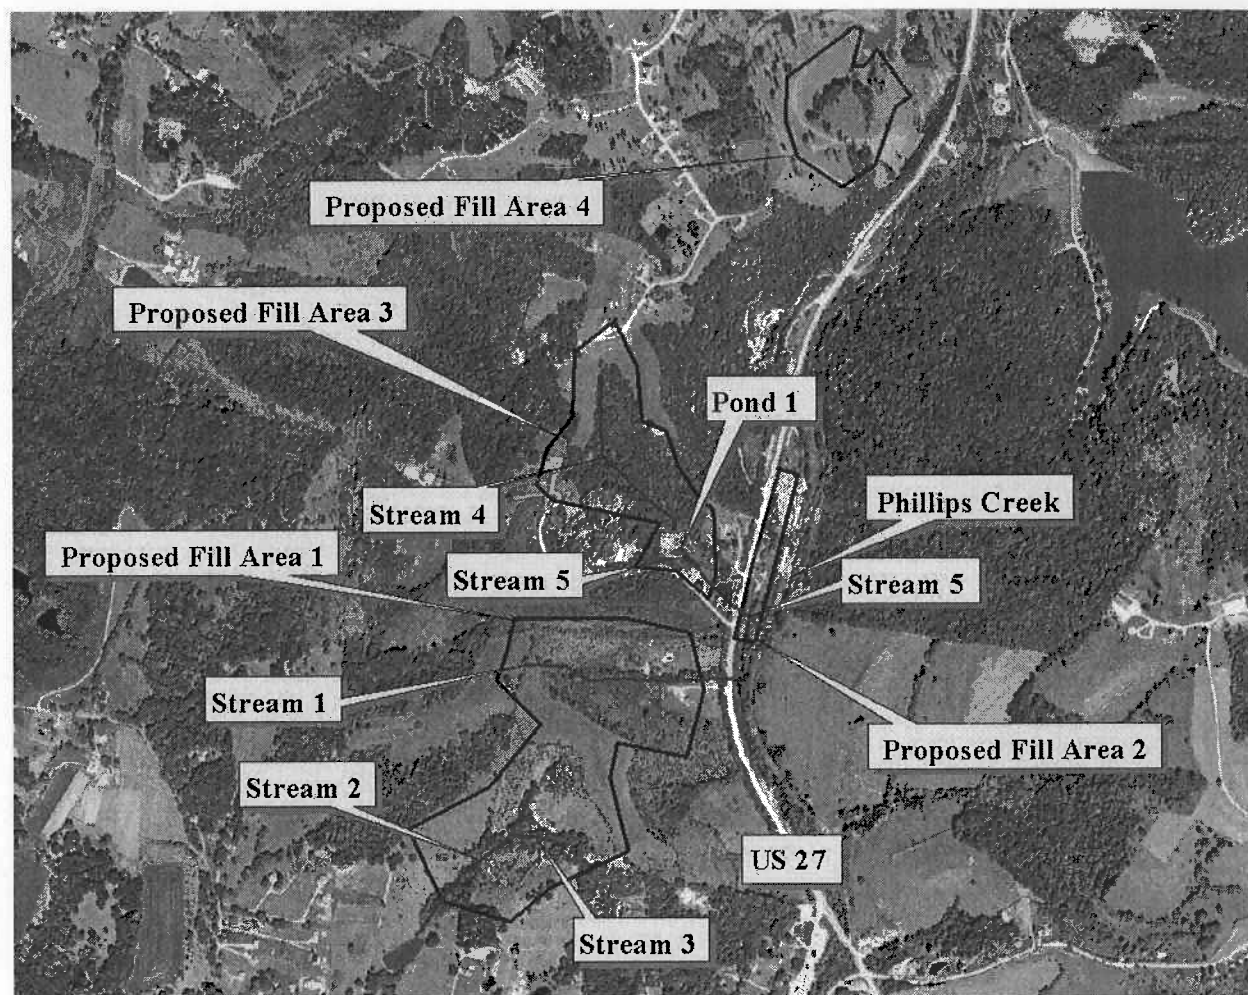 Proposed Fill Area 4
Proposed Fill Area 3
Pond 1
Phillips Creek
Stream 4
Proposed Fill Area 1
Stream 5
Stream 5
Stream 1
Proposed Fill Area 2
Stream 2
US 27
Stream 3